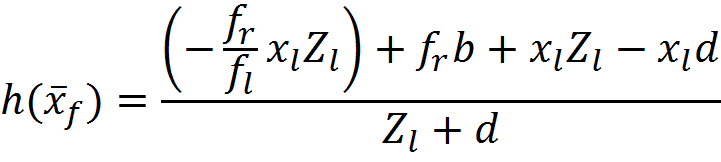 h(x̄_f) = ((-f_r/f_l x_l Z_l) + f_r b + x_l Z_l - x_l d) / (Z_l + d)